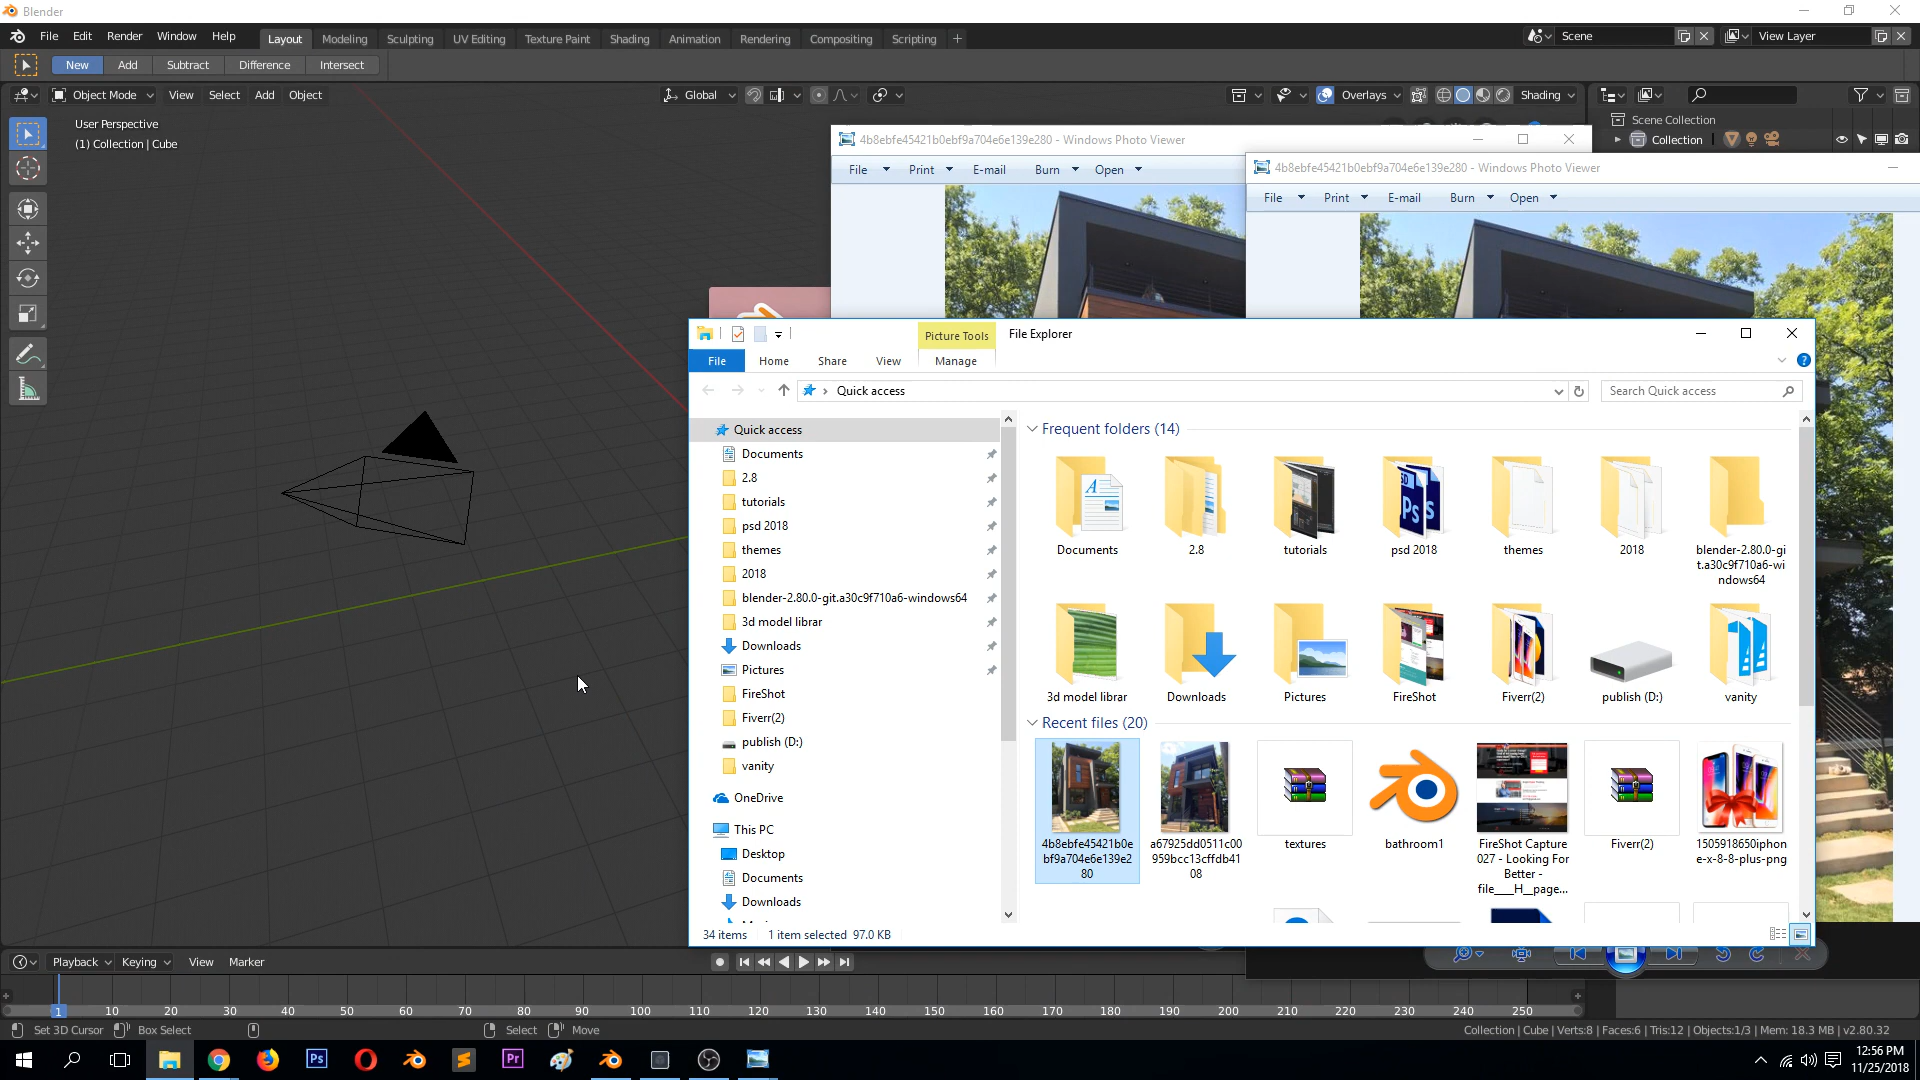 Blender
File Edit Render Window Help Layout Modeling Sculpting UV Editing Texture Paint Shading Animation Rendering Compositing Scripting + Scene View Layer
New Add Subtract Difference Intersect
Object Mode View Select Add Object Global Overlays Shading
User Perspective
(1) Collection | Cube
Scene Collection
Collection
4b8ebfe45421b0ebf9a704e6e139e280 - Windows Photo Viewer
File Print E-mail Burn Open
4b8ebfe45421b0ebf9a704e6e139e280 - Windows Photo Viewer
File Print E-mail Burn Open
Picture Tools File Explorer
File Home Share View Manage
Quick access Search Quick access
Quick access
Documents
2.8
tutorials
psd 2018
themes
2018
blender-2.80.0-git.a30c9f710a6-windows64
3d model librar
Downloads
Pictures
FireShot
Fiverr(2)
publish (D:)
vanity
OneDrive
This PC
Desktop
Documents
Downloads
Frequent folders (14)
Documents 2.8 tutorials psd 2018 themes 2018 blender-2.80.0-gi
t.a30c9f710a6-wi
ndows64
3d model librar Downloads Pictures FireShot Fiverr(2) publish (D:) vanity
Recent files (20)
4b8ebfe45421b0e
bf9a704e6e139e2
80
a67925dd0511c00
959bcc13cffdb41
08
textures
bathroom1
FireShot Capture
027 - Looking For
Better -
file___H__page...
Fiverr(2)
1505918650iphon
e-x-8-8-plus-png
34 items 1 item selected 97.0 KB
Playback Keying View Marker
1 10 20 30 40 50 60 70 80 90 100 110 120 130 140 150 160 170 180 190 200 210 220 230 240 250
Set 3D Cursor Box Select Select Move
Collection | Cube | Verts:8 | Faces:6 | Tris:12 | Objects:1/3 | Mem: 18.3 MB | v2.80.32
12:56 PM
11/25/2018